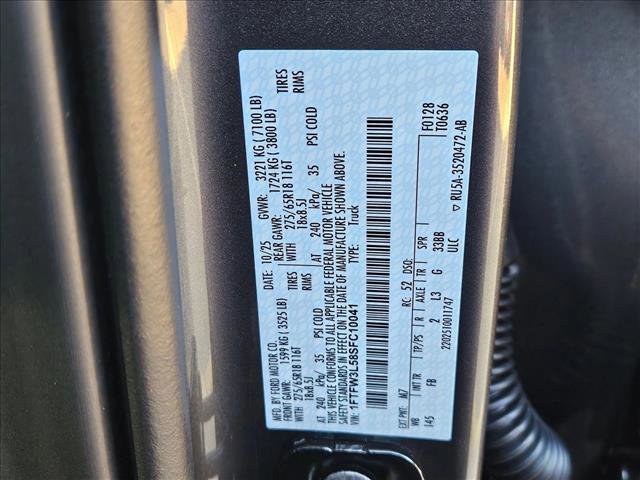 MFD. BY FORD MOTOR CO.
DATE: 10/25 GVWR: 3221 KG ( 7100 LB)
FRONT GAWR: 1599 KG ( 3525 LB) REAR GAWR: 1724 KG ( 3800 LB)
275/65R18 116T TIRES WITH 275/65R18 116T TIRES
18x8.5J RIMS 18x8.5J RIMS
AT 240 kPa/ 35 PSI COLD AT 240 kPa/ 35 PSI COLD
THIS VEHICLE CONFORMS TO ALL APPLICABLE FEDERAL MOTOR VEHICLE
SAFETY STANDARDS IN EFFECT ON THE DATE OF MANUFACTURE SHOWN ABOVE.
VIN: 1FTFW3L58SFC10041 TYPE: Truck
F0128
T0636
EXT PNT: M7 RC: 52 DSO:
WB INT TR TP/PS R AXLE TR SPR
145 FB 2 L3 G 33BB
ULC
2202510011747
RU5A-3520472-AB